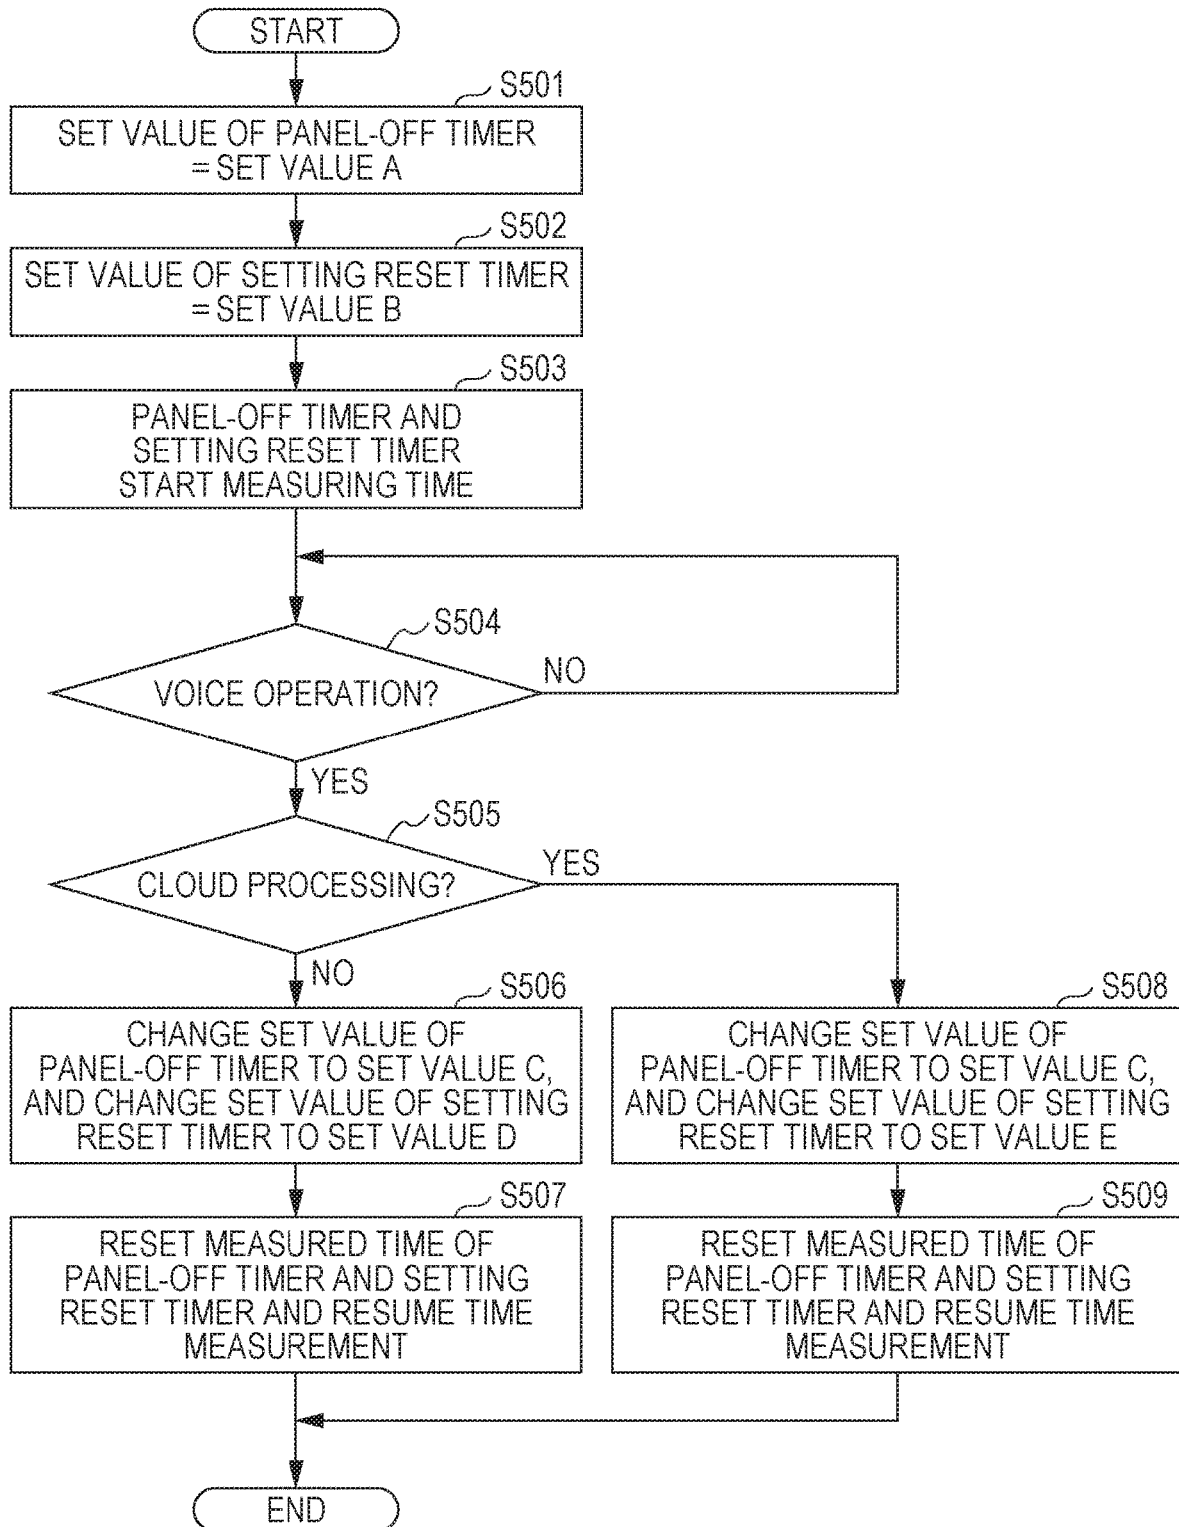 START
S501
SET VALUE OF PANEL-OFF TIMER
= SET VALUE A
S502
SET VALUE OF SETTING RESET TIMER
= SET VALUE B
S503
PANEL-OFF TIMER AND
SETTING RESET TIMER
START MEASURING TIME
S504
VOICE OPERATION?
NO
YES
S505
CLOUD PROCESSING?
YES
NO
S506
CHANGE SET VALUE OF
PANEL-OFF TIMER TO SET VALUE C,
AND CHANGE SET VALUE OF SETTING
RESET TIMER TO SET VALUE D
S508
CHANGE SET VALUE OF
PANEL-OFF TIMER TO SET VALUE C,
AND CHANGE SET VALUE OF SETTING
RESET TIMER TO SET VALUE E
S507
RESET MEASURED TIME OF
PANEL-OFF TIMER AND SETTING
RESET TIMER AND RESUME TIME
MEASUREMENT
S509
RESET MEASURED TIME OF
PANEL-OFF TIMER AND SETTING
RESET TIMER AND RESUME TIME
MEASUREMENT
END